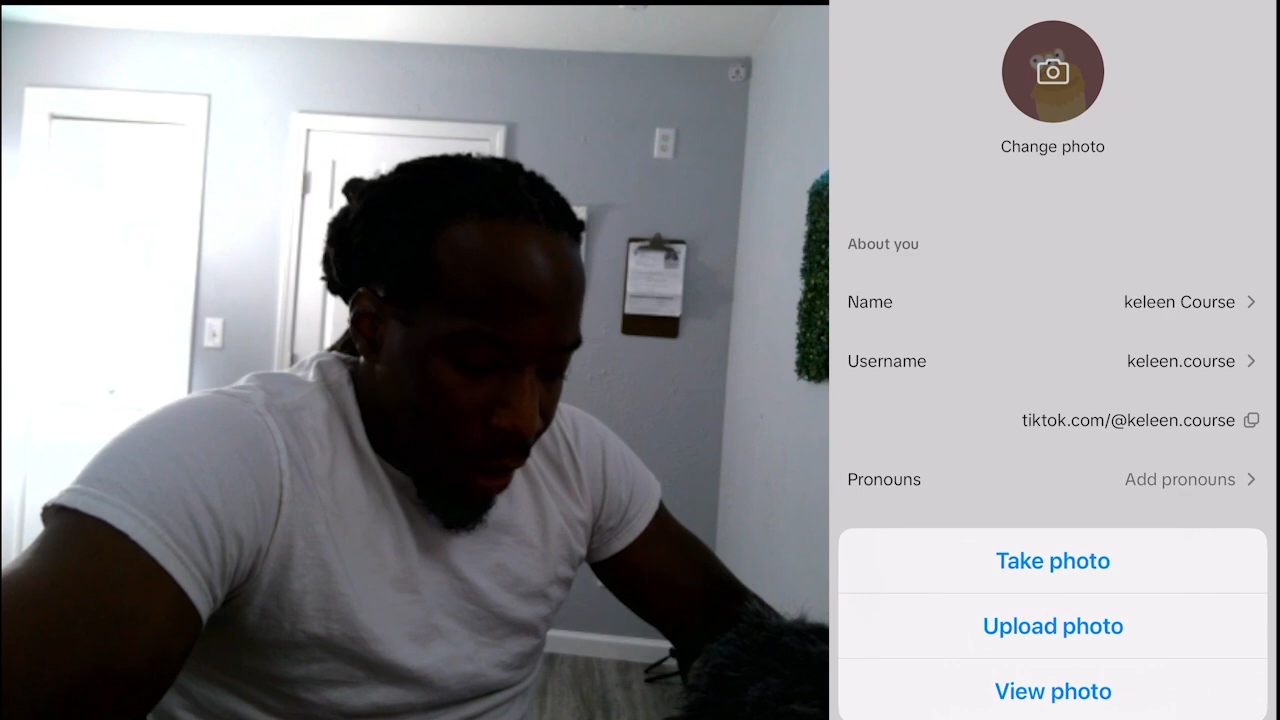 Change photo
About you
Name keleen Course
Username keleen.course
tiktok.com/@keleen.course
Pronouns Add pronouns
Take photo
Upload photo
View photo